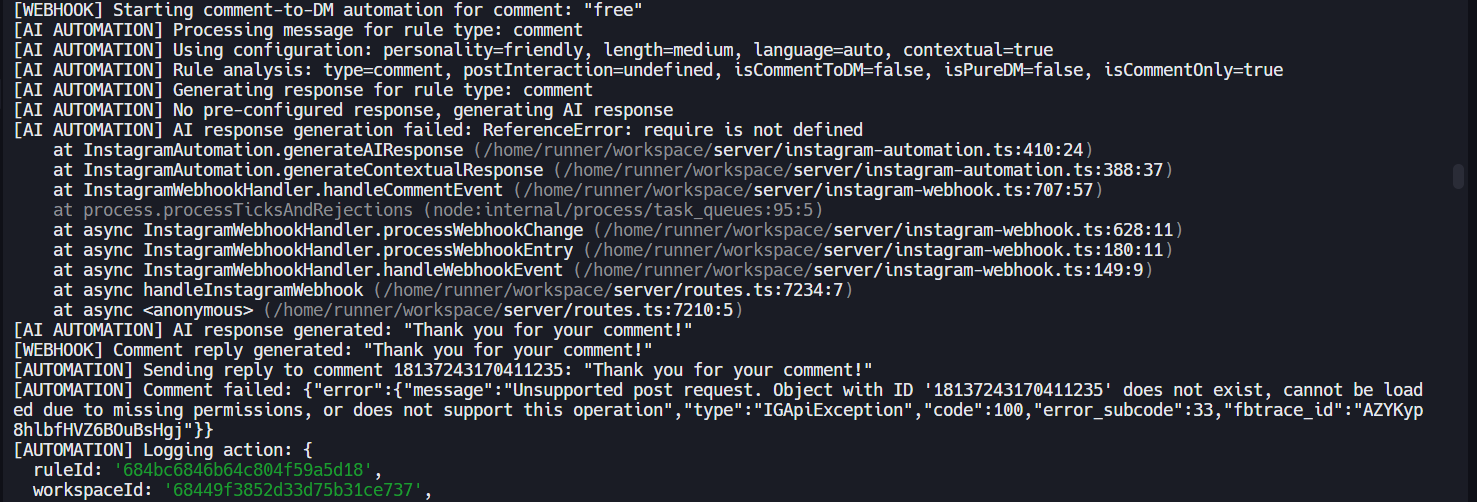 [WEBHOOK] Starting comment-to-DM automation for comment: "free"
[AI AUTOMATION] Processing message for rule type: comment
[AI AUTOMATION] Using configuration: personality=friendly, length=medium, language=auto, contextual=true
[AI AUTOMATION] Rule analysis: type=comment, postInteraction=undefined, isCommentToDM=false, isPureDM=false, isCommentOnly=true
[AI AUTOMATION] Generating response for rule type: comment
[AI AUTOMATION] No pre-configured response, generating AI response
[AI AUTOMATION] AI response generation failed: ReferenceError: require is not defined
    at InstagramAutomation.generateAIResponse (/home/runner/workspace/server/instagram-automation.ts:410:24)
    at InstagramAutomation.generateContextualResponse (/home/runner/workspace/server/instagram-automation.ts:388:37)
    at InstagramWebhookHandler.handleCommentEvent (/home/runner/workspace/server/instagram-webhook.ts:707:57)
    at process.processTicksAndRejections (node:internal/process/task_queues:95:5)
    at async InstagramWebhookHandler.processWebhookChange (/home/runner/workspace/server/instagram-webhook.ts:628:11)
    at async InstagramWebhookHandler.processWebhookEntry (/home/runner/workspace/server/instagram-webhook.ts:180:11)
    at async InstagramWebhookHandler.handleWebhookEvent (/home/runner/workspace/server/instagram-webhook.ts:149:9)
    at async handleInstagramWebhook (/home/runner/workspace/server/routes.ts:7234:7)
    at async <anonymous> (/home/runner/workspace/server/routes.ts:7210:5)
[AI AUTOMATION] AI response generated: "Thank you for your comment!"
[WEBHOOK] Comment reply generated: "Thank you for your comment!"
[AUTOMATION] Sending reply to comment 18137243170411235: "Thank you for your comment!"
[AUTOMATION] Comment failed: {"error":{"message":"Unsupported post request. Object with ID '18137243170411235' does not exist, cannot be load
ed due to missing permissions, or does not support this operation","type":"IGApiException","code":100,"error_subcode":33,"fbtrace_id":"AZYKyp
8hlbfHVZ6BOuBsHgj"}}
[AUTOMATION] Logging action: {
  ruleId: '684bc6846b64c804f59a5d18',
  workspaceId: '68449f3852d33d75b31ce737',